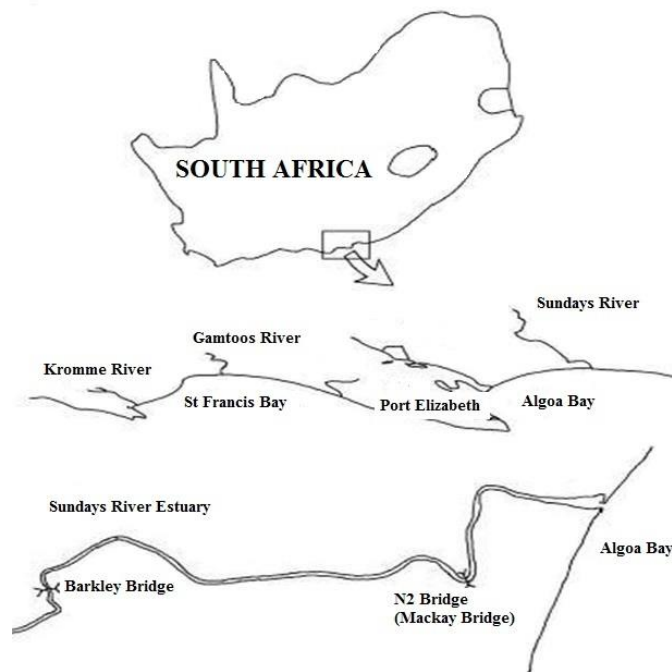 SOUTH AFRICA
Sundays River
Gamtoos River
Kromme River
St Francis Bay
Port Elizabeth
Algoa Bay
Sundays River Estuary
Algoa Bay
Barkley Bridge
N2 Bridge
(Mackay Bridge)